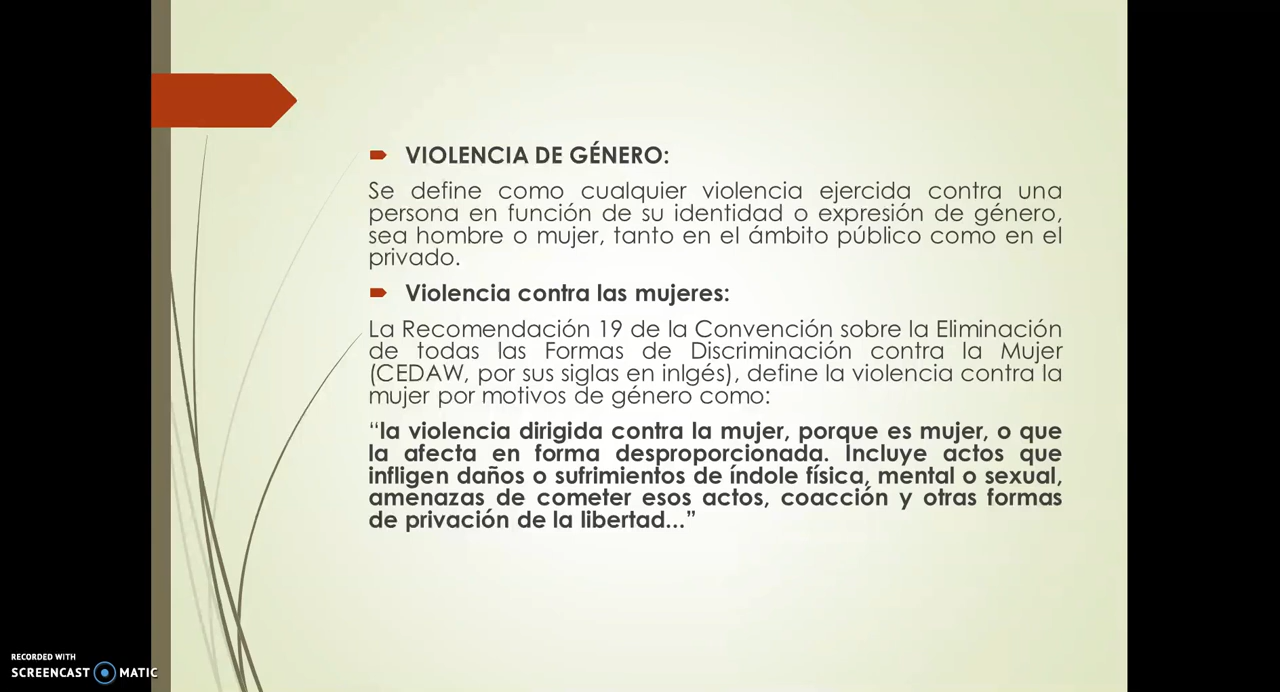 VIOLENCIA DE GÉNERO:
Se define como cualquier violencia ejercida contra una
persona en función de su identidad o expresión de género,
sea hombre o mujer, tanto en el ámbito público como en el
privado.
Violencia contra las mujeres:
La Recomendación 19 de la Convención sobre la Eliminación
de todas las Formas de Discriminación contra la Mujer
(CEDAW, por sus siglas en inlgés), define la violencia contra la
mujer por motivos de género como:
“la violencia dirigida contra la mujer, porque es mujer, o que
la afecta en forma desproporcionada. Incluye actos que
infligen daños o sufrimientos de índole física, mental o sexual,
amenazas de cometer esos actos, coacción y otras formas
de privación de la libertad...”
RECORDED WITH
SCREENCAST MATIC